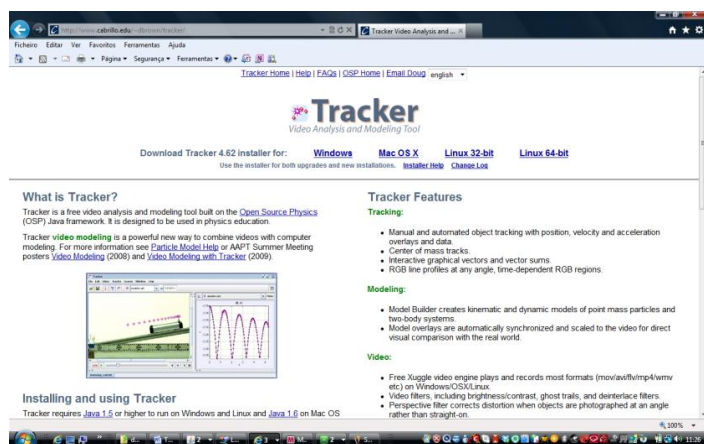 http://www.cabrillo.edu/~dbrown/tracker/
Tracker Video Analysis and ...
Ficheiro Editar Ver Favoritos Ferramentas Ajuda
Página Segurança Ferramentas
Tracker Home | Help | FAQs | OSP Home | Email Doug english
Tracker
Video Analysis and Modeling Tool
Download Tracker 4.62 installer for: Windows Mac OS X Linux 32-bit Linux 64-bit
Use the installer for both upgrades and new installations. Installer Help Change Log
What is Tracker?
Tracker is a free video analysis and modeling tool built on the Open Source Physics
(OSP) Java framework. It is designed to be used in physics education.
Tracker video modeling is a powerful new way to combine videos with computer
modeling. For more information see Particle Model Help or AAPT Summer Meeting
posters Video Modeling (2008) and Video Modeling with Tracker (2009).
Installing and using Tracker
Tracker requires Java 1.5 or higher to run on Windows and Linux and Java 1.6 on Mac OS
Tracker Features
Tracking:
Manual and automated object tracking with position, velocity and acceleration
overlays and data.
Center of mass tracks.
Interactive graphical vectors and vector sums.
RGB line profiles at any angle, time-dependent RGB regions.
Modeling:
Model Builder creates kinematic and dynamic models of point mass particles and
two-body systems.
Model overlays are automatically synchronized and scaled to the video for direct
visual comparison with the real world.
Video:
Free Xuggle video engine plays and records most formats (mov/avi/flv/mp4/wmv
etc) on Windows/OSX/Linux.
Video filters, including brightness/contrast, ghost trails, and deinterlace filters.
Perspective filter corrects distortion when objects are photographed at an angle
rather than straight-on.
100%
11:26